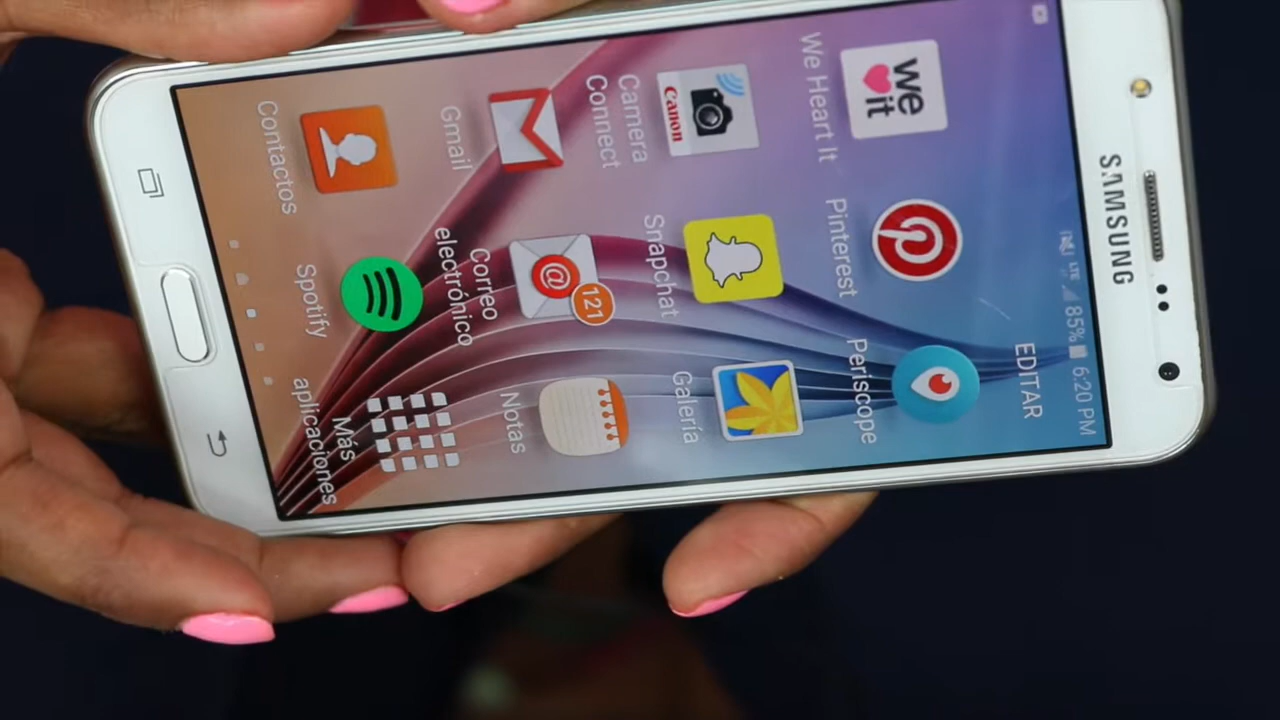 SAMSUNG
LTE 85% 6:20 PM
EDITAR
we
it
We Heart It
Pinterest
Periscope
Canon
Camera
Connect
Snapchat
Galería
Gmail
@
121
Correo
electrónico
Notas
Contactos
Spotify
Más
aplicaciones